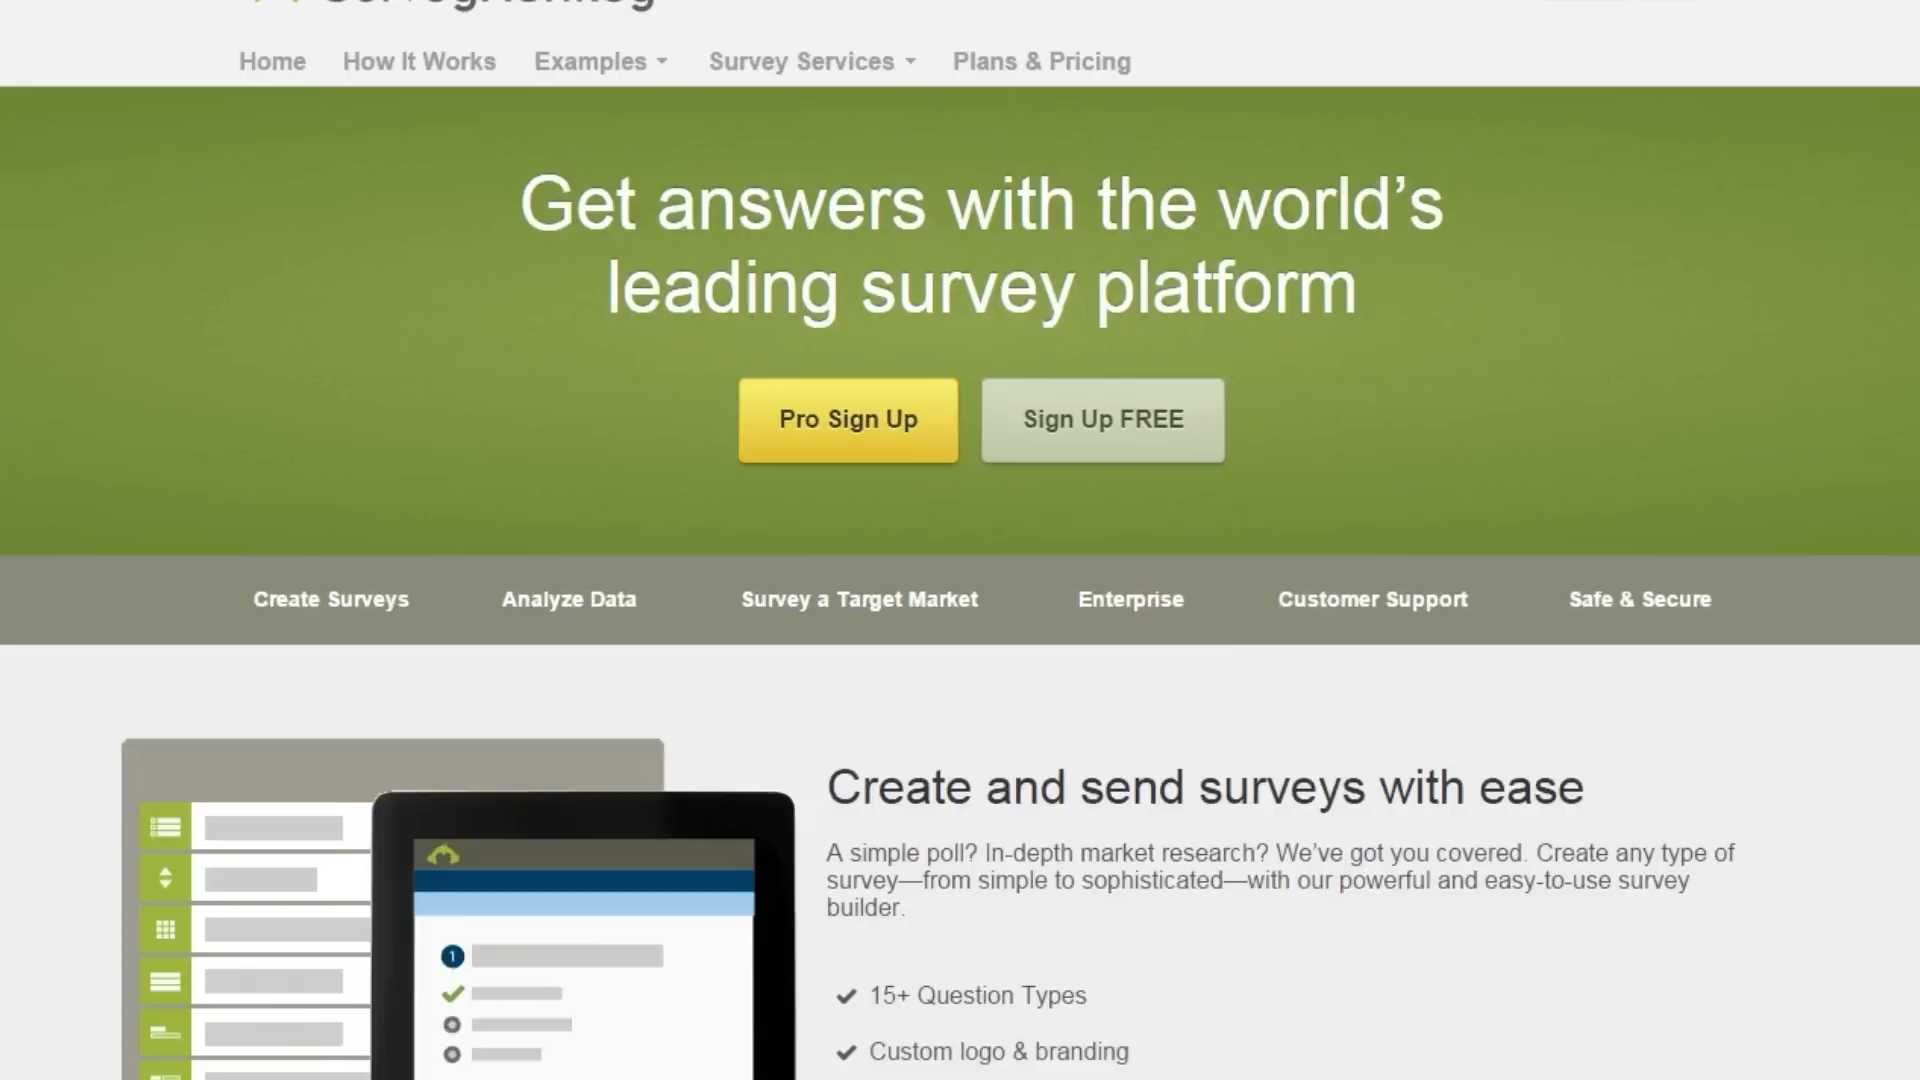 Home How It Works Examples Survey Services Plans & Pricing
Get answers with the world’s
leading survey platform
Pro Sign Up Sign Up FREE
Create Surveys Analyze Data Survey a Target Market Enterprise Customer Support Safe & Secure
Create and send surveys with ease
A simple poll? In-depth market research? We’ve got you covered. Create any type of
survey—from simple to sophisticated—with our powerful and easy-to-use survey
builder.
1
15+ Question Types
Custom logo & branding